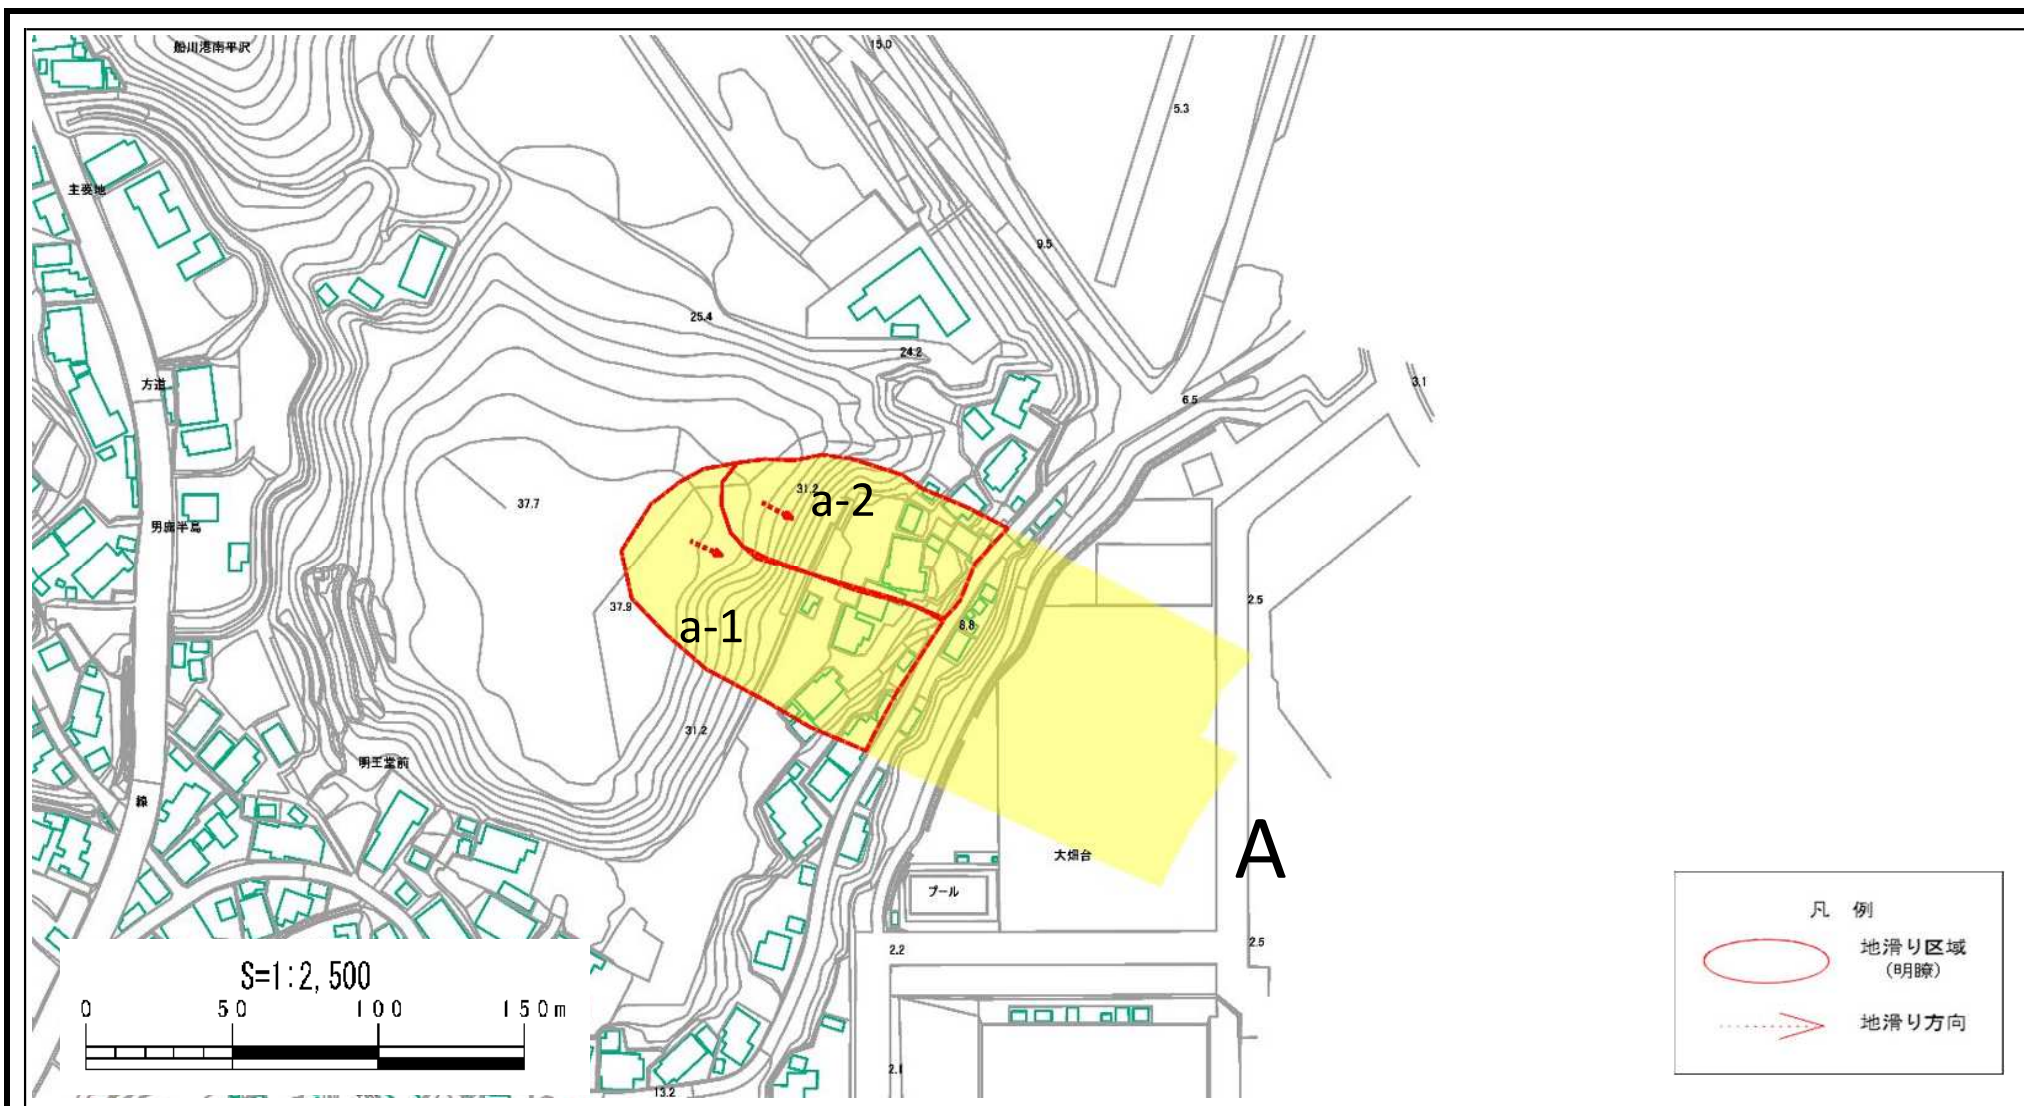 船川港南平沢
15.0
5.3
主要地
9.5
25.4
24.2
3.1
方道
6.5
37.7
31.2
a-2
男鹿半島
2.5
37.9
a-1
8.8
31.2
明王堂前
線
A
大畑台
プール
2.2
2.5
2.1
13.2
S=1:2,500
0 50 100 150m
凡 例
地滑り区域
(明瞭)
地滑り方向